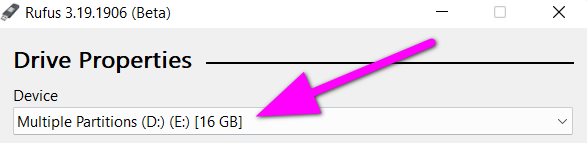 Rufus 3.19.1906 (Beta)
Drive Properties
Device
Multiple Partitions (D:) (E:) [16 GB]